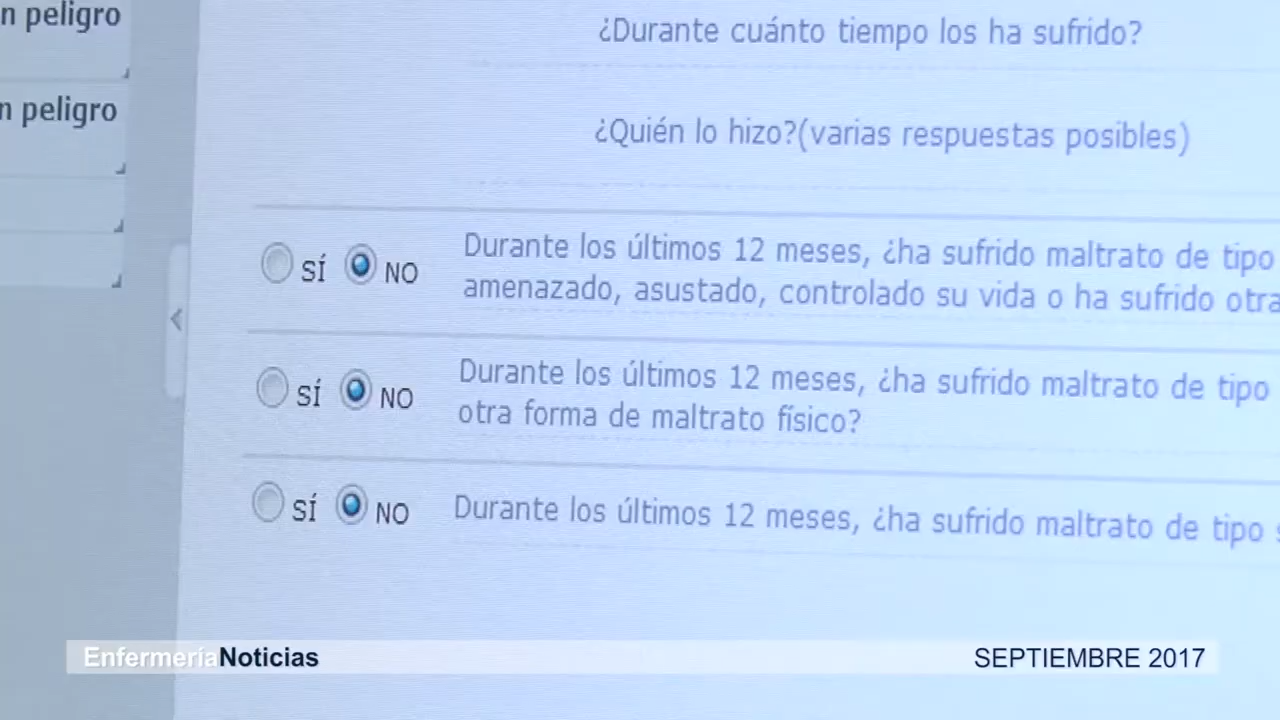 n peligro
n peligro
¿Durante cuánto tiempo los ha sufrido?
¿Quién lo hizo?(varias respuestas posibles)
SÍ NO Durante los últimos 12 meses, ¿ha sufrido maltrato de tipo
amenazado, asustado, controlado su vida o ha sufrido otra
SÍ NO Durante los últimos 12 meses, ¿ha sufrido maltrato de tipo
otra forma de maltrato físico?
SÍ NO Durante los últimos 12 meses, ¿ha sufrido maltrato de tipo s
EnfermeríaNoticias
SEPTIEMBRE 2017